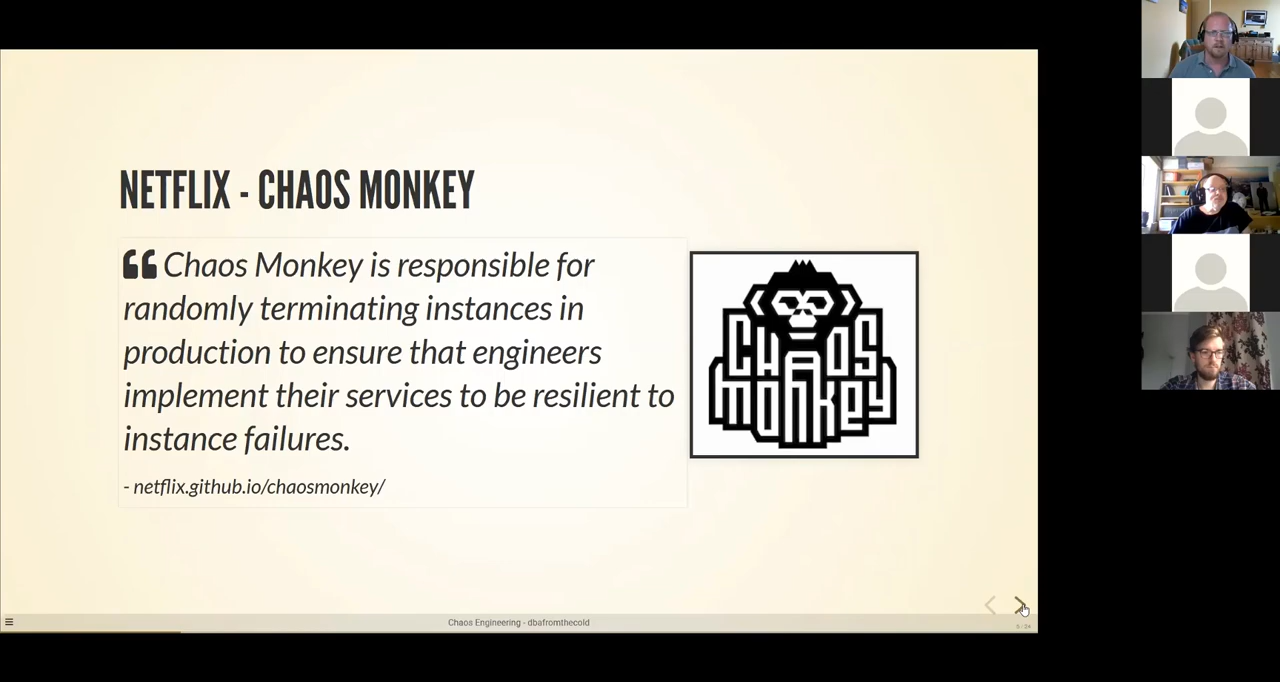 NETFLIX - CHAOS MONKEY
Chaos Monkey is responsible for
randomly terminating instances in
production to ensure that engineers
implement their services to be resilient to
instance failures.
- netflix.github.io/chaosmonkey/
CHAOS
monkey
Chaos Engineering - dbafromthecold